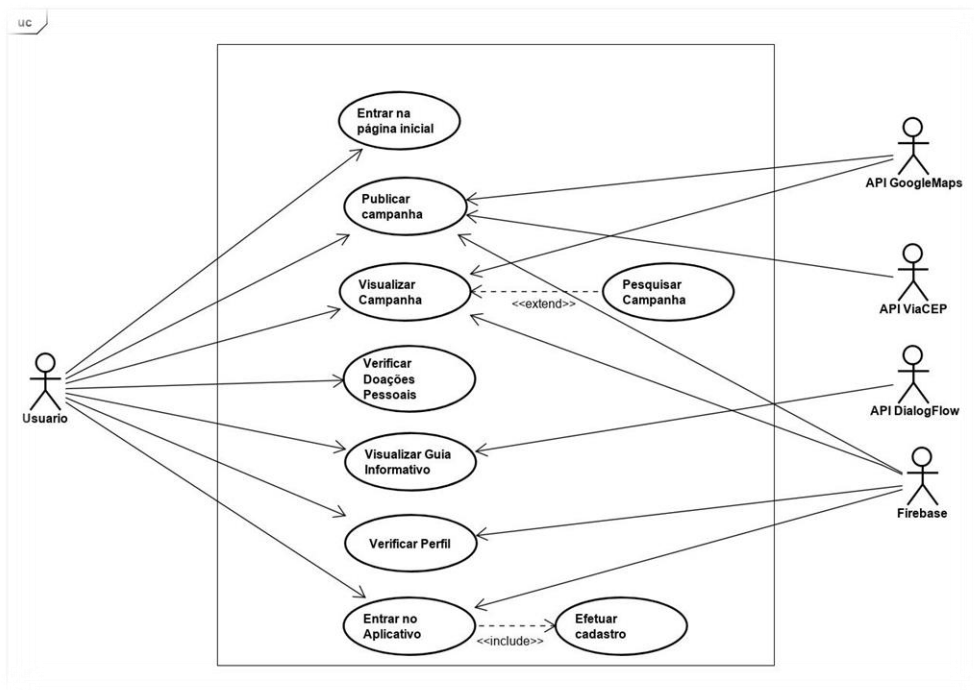 uc
Entrar na
página inicial
Publicar
campanha
Visualizar
Campanha
<<extend>>
Pesquisar
Campanha
Verificar
Doações
Pessoais
Visualizar Guia
Informativo
Verificar Perfil
Entrar no
Aplicativo
<<include>>
Efetuar
cadastro
Usuario
API GoogleMaps
API ViaCEP
API DialogFlow
Firebase